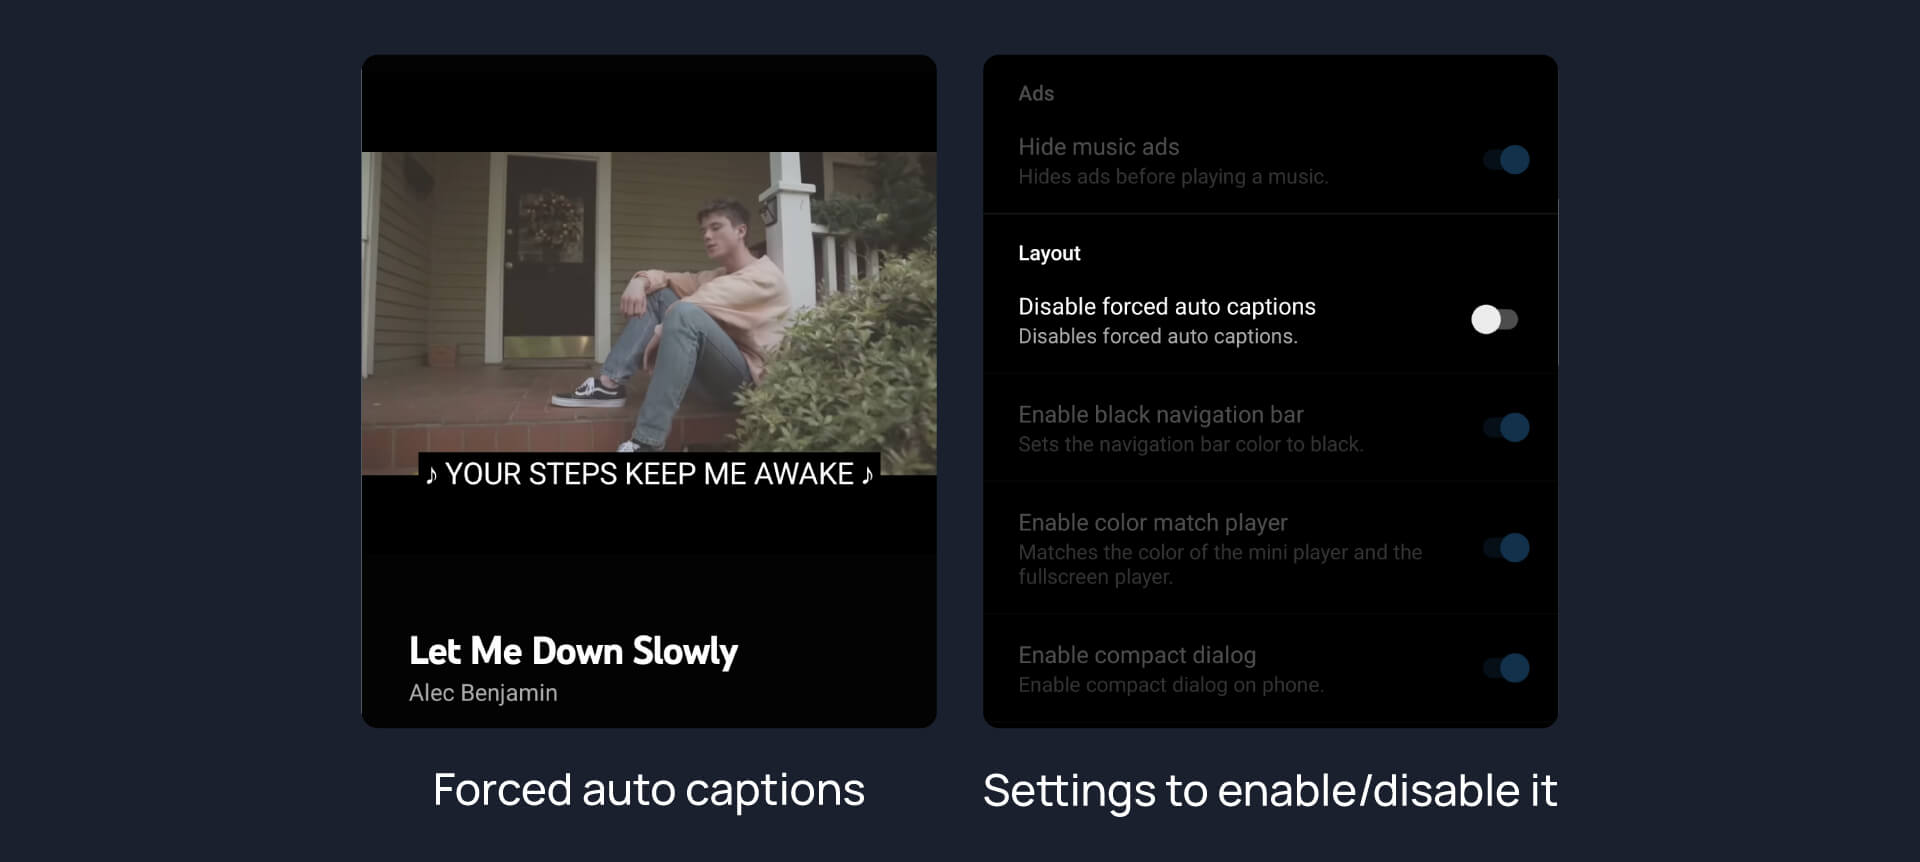 ♪ YOUR STEPS KEEP ME AWAKE ♪
Let Me Down Slowly
Alec Benjamin
Forced auto captions
Ads
Hide music ads
Hides ads before playing a music.
Layout
Disable forced auto captions
Disables forced auto captions.
Enable black navigation bar
Sets the navigation bar color to black.
Enable color match player
Matches the color of the mini player and the
fullscreen player.
Enable compact dialog
Enable compact dialog on phone.
Settings to enable/disable it